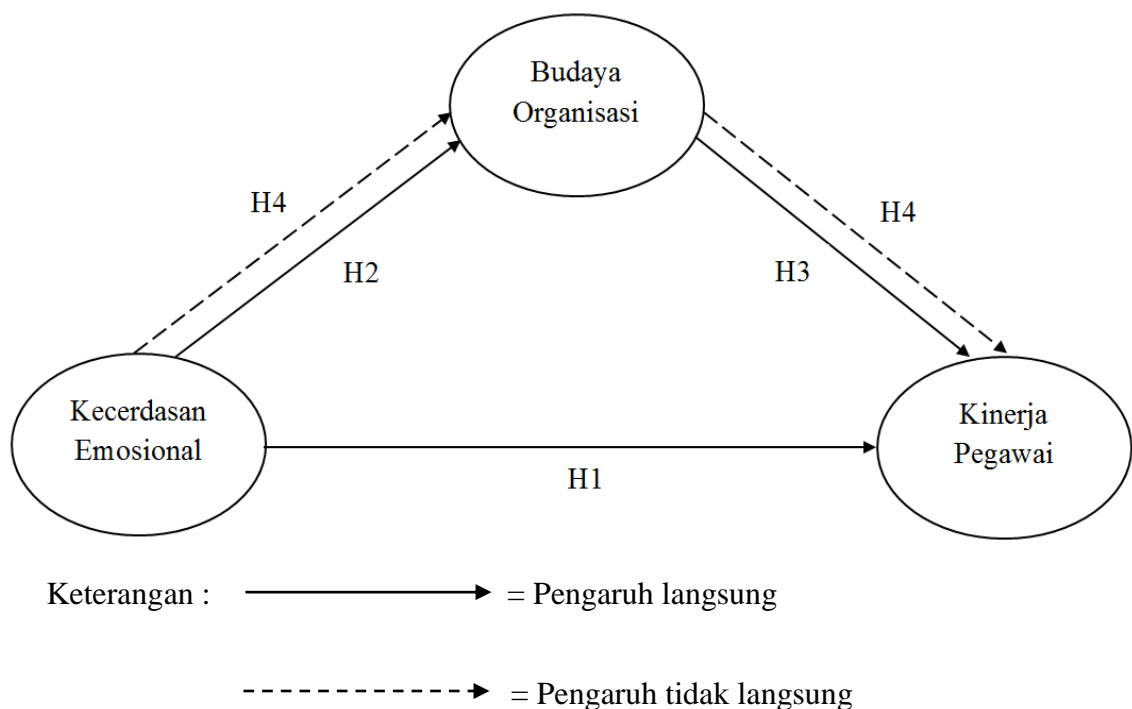 Budaya
Organisasi
H4
H4
H2
H3
Kecerdasan
Emosional
Kinerja
Pegawai
H1
Keterangan :
= Pengaruh langsung
= Pengaruh tidak langsung